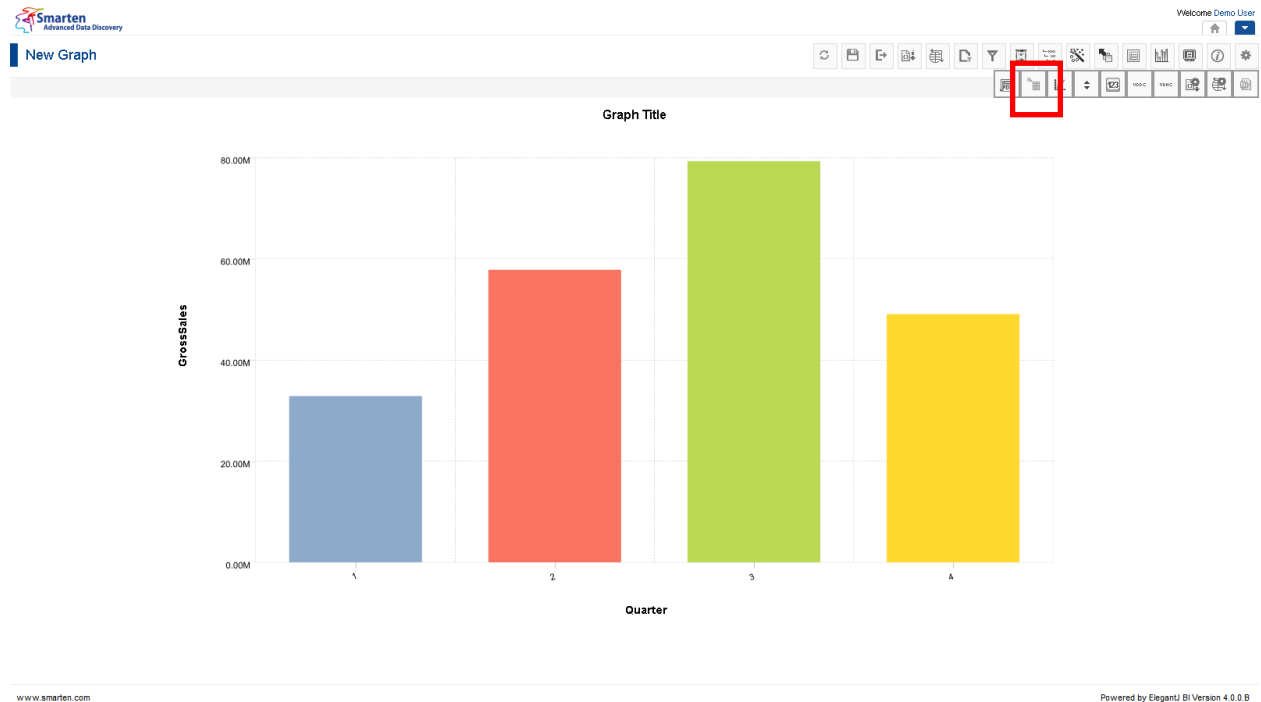 Smarten
Advanced Data Discovery
Welcome Demo User
New Graph
123
Graph Title
80.00M
60.00M
40.00M
20.00M
0.00M
GrossSales
1 2 3 4
Quarter
www.smarten.com
Powered by ElegantJ BI Version 4.0.0.B